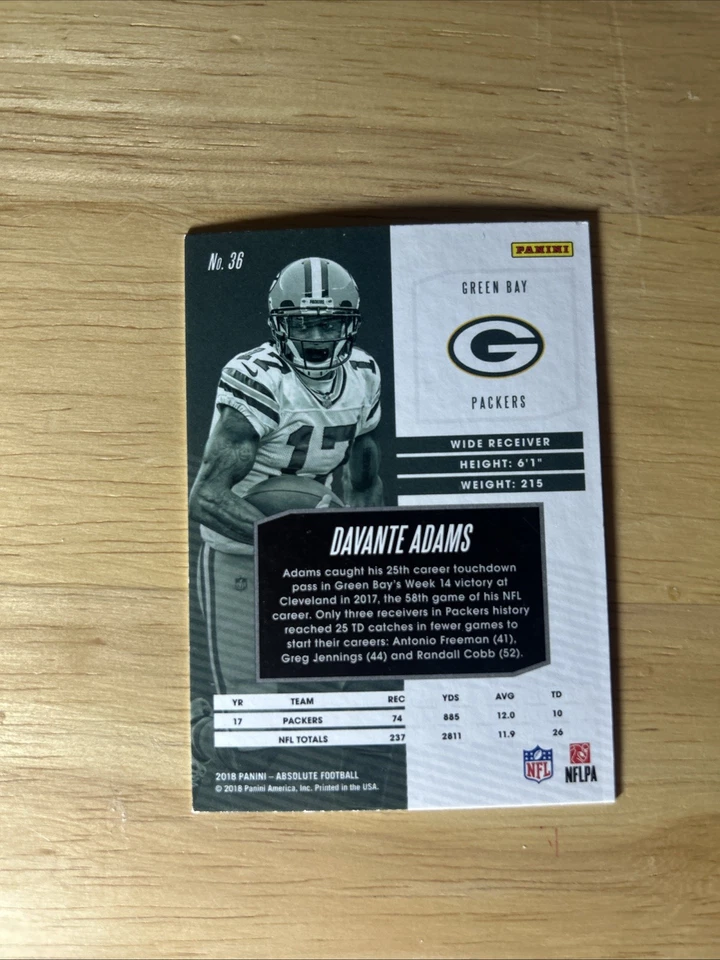 No. 36
PANINI
GREEN BAY
G
PACKERS
17
17
WIDE RECEIVER
HEIGHT: 6'1"
WEIGHT: 215
DAVANTE ADAMS
Adams caught his 25th career touchdown
pass in Green Bay's Week 14 victory at
Cleveland in 2017, the 58th game of his NFL
career. Only three receivers in Packers history
reached 25 TD catches in fewer games to
start their careers: Antonio Freeman (41),
Greg Jennings (44) and Randall Cobb (52).
YR TEAM REC YDS AVG TD
17 PACKERS 74 885 12.0 10
NFL TOTALS 237 2811 11.9 26
2018 PANINI – ABSOLUTE FOOTBALL
© 2018 Panini America, Inc. Printed in the USA.
NFL
NFLPA